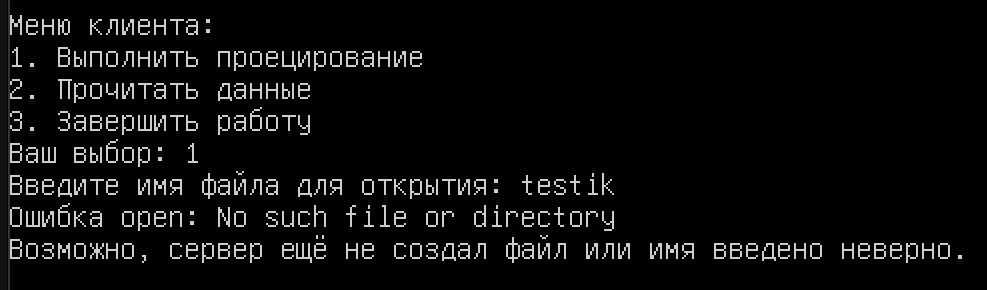 Меню клиента:
1. Выполнить проецирование
2. Прочитать данные
3. Завершить работу
Ваш выбор: 1
Введите имя файла для открытия: testik
Ошибка open: No such file or directory
Возможно, сервер ещё не создал файл или имя введено неверно.